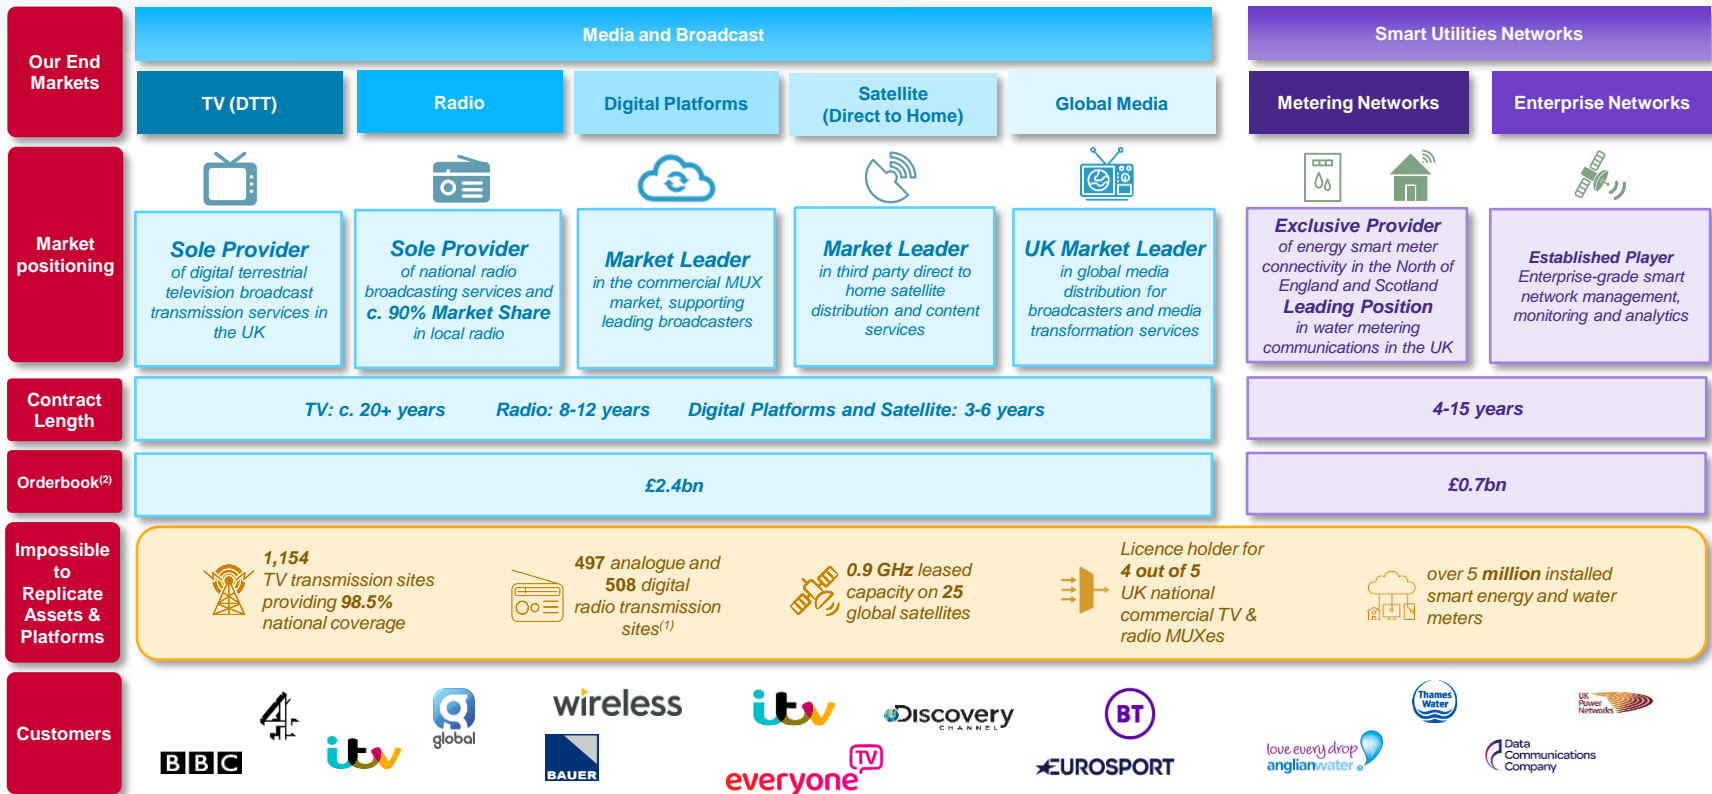 Our End
Markets
Media and Broadcast
Smart Utilities Networks
TV (DTT)
Radio
Digital Platforms
Satellite
(Direct to Home)
Global Media
Metering Networks
Enterprise Networks
Market
positioning
Sole Provider
of digital terrestrial
television broadcast
transmission services in
the UK
Sole Provider
of national radio
broadcasting services and
c. 90% Market Share
in local radio
Market Leader
in the commercial MUX
market, supporting
leading broadcasters
Market Leader
in third party direct to
home satellite
distribution and content
services
UK Market Leader
in global media
distribution for
broadcasters and media
transformation services
Exclusive Provider
of energy smart meter
connectivity in the North of
England and Scotland
Leading Position
in water metering
communications in the UK
Established Player
Enterprise-grade smart
network management,
monitoring and analytics
Contract
Length
TV: c. 20+ years Radio: 8-12 years Digital Platforms and Satellite: 3-6 years
4-15 years
Orderbook(2)
£2.4bn
£0.7bn
Impossible
to
Replicate
Assets &
Platforms
1,154
TV transmission sites
providing 98.5%
national coverage
497 analogue and
508 digital
radio transmission
sites(1)
0.9 GHz leased
capacity on 25
global satellites
Licence holder for
4 out of 5
UK national
commercial TV &
radio MUXes
over 5 million installed
smart energy and water
meters
Customers
BBC
4
itv
global
wireless
BAUER
itv
everyone TV
Discovery
CHANNEL
BT
EUROSPORT
love every drop
anglianwater
Thames
Water
Data
Communications
Company
UK
Power
Networks